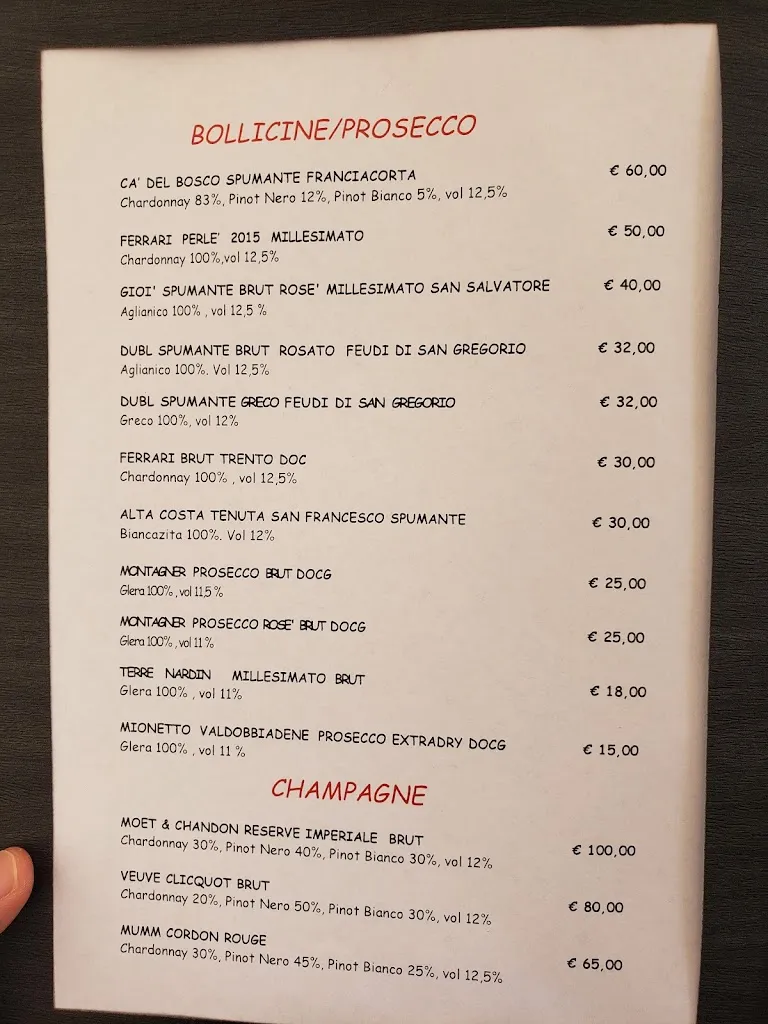 BOLLICINE/PROSECCO
CA' DEL BOSCO SPUMANTE FRANCIACORTA € 60,00
Chardonnay 83%, Pinot Nero 12%, Pinot Bianco 5%, vol 12,5%
FERRARI PERLE' 2015 MILLESIMATO € 50,00
Chardonnay 100%,vol 12,5%
GIOI' SPUMANTE BRUT ROSE' MILLESIMATO SAN SALVATORE € 40,00
Aglianico 100% , vol 12,5 %
DUBL SPUMANTE BRUT ROSATO FEUDI DI SAN GREGORIO € 32,00
Aglianico 100%. Vol 12,5%
DUBL SPUMANTE GRECO FEUDI DI SAN GREGORIO € 32,00
Greco 100%, vol 12%
FERRARI BRUT TRENTO DOC € 30,00
Chardonnay 100% , vol 12,5%
ALTA COSTA TENUTA SAN FRANCESCO SPUMANTE € 30,00
Biancazita 100%. Vol 12%
MONTAGNER PROSECCO BRUT DOCG € 25,00
Glera 100% , vol 11,5 %
MONTAGNER PROSECCO ROSE' BRUT DOCG € 25,00
Glera 100% , vol 11 %
TERRE NARDIN MILLESIMATO BRUT € 18,00
Glera 100% , vol 11%
MIONETTO VALDOBBIADENE PROSECCO EXTRADRY DOCG € 15,00
Glera 100% , vol 11 %
CHAMPAGNE
MOET & CHANDON RESERVE IMPERIALE BRUT € 100,00
Chardonnay 30%, Pinot Nero 40%, Pinot Bianco 30%, vol 12%
VEUVE CLICQUOT BRUT € 80,00
Chardonnay 20%, Pinot Nero 50%, Pinot Bianco 30%, vol 12%
MUMM CORDON ROUGE € 65,00
Chardonnay 30%, Pinot Nero 45%, Pinot Bianco 25%, vol 12,5%